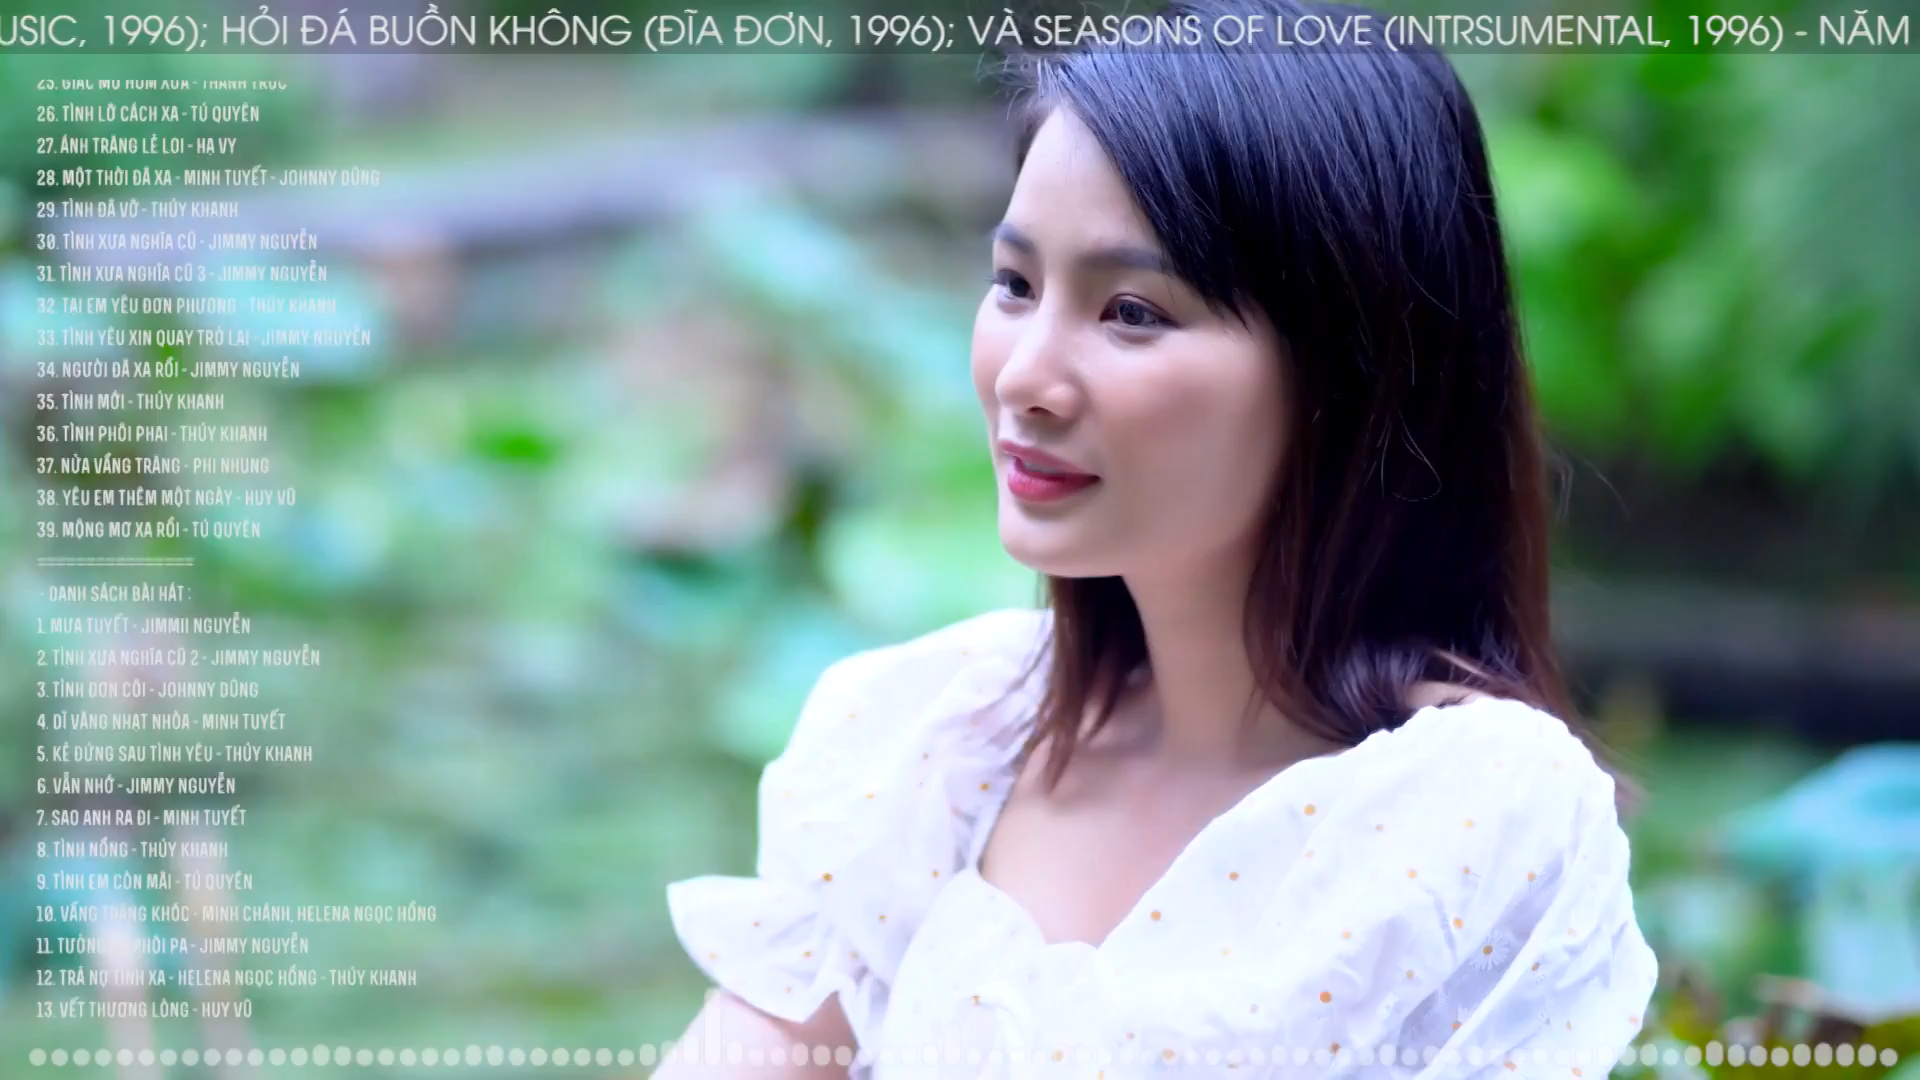 USIC, 1996); HỎI ĐÁ BUỒN KHÔNG (ĐĨA ĐƠN, 1996); VÀ SEASONS OF LOVE (INTRSUMENTAL, 1996) - NĂM
25. GIẤC MƠ HÔM XƯA - THANH TRÚC
26. TÌNH LỠ CÁCH XA - TÚ QUYÊN
27. ÁNH TRĂNG LẺ LOI - HẠ VY
28. MỘT THỜI ĐÃ XA - MINH TUYẾT - JOHNNY DŨNG
29. TÌNH ĐÃ VỠ - THÚY KHANH
30. TÌNH XƯA NGHĨA CŨ - JIMMY NGUYỄN
31. TÌNH XƯA NGHĨA CŨ 3 - JIMMY NGUYỄN
32. TẠI EM YÊU ĐƠN PHƯƠNG - THÚY KHANH
33. TÌNH YÊU XIN QUAY TRỞ LẠI - JIMMY NGUYỄN
34. NGƯỜI ĐÃ XA RỒI - JIMMY NGUYỄN
35. TÌNH MỚI - THÚY KHANH
36. TÌNH PHÔI PHAI - THÚY KHANH
37. NỬA VẦNG TRĂNG - PHI NHUNG
38. YÊU EM THÊM MỘT NGÀY - HUY VŨ
39. MỘNG MƠ XA RỒI - TÚ QUYÊN
==================
- DANH SÁCH BÀI HÁT :
1. MƯA TUYẾT - JIMMII NGUYỄN
2. TÌNH XƯA NGHĨA CŨ 2 - JIMMY NGUYỄN
3. TÌNH ĐƠN CÔI - JOHNNY DŨNG
4. DĨ VÃNG NHẠT NHÒA - MINH TUYẾT
5. KẺ ĐỨNG SAU TÌNH YÊU - THÚY KHANH
6. VẪN NHỚ - JIMMY NGUYỄN
7. SAO ANH RA ĐI - MINH TUYẾT
8. TÌNH NỒNG - THÚY KHANH
9. TÌNH EM CÒN MÃI - TÚ QUYÊN
10. VẦNG TRĂNG KHÓC - MINH CHÁNH, HELENA NGỌC HỒNG
11. PHÔI PA - JIMMY NGUYỄN
12. TRẢ NỢ TÌNH XA - HELENA NGỌC HỒNG - THÚY KHANH
13. VẾT THƯƠNG LÒNG - HUY VŨ